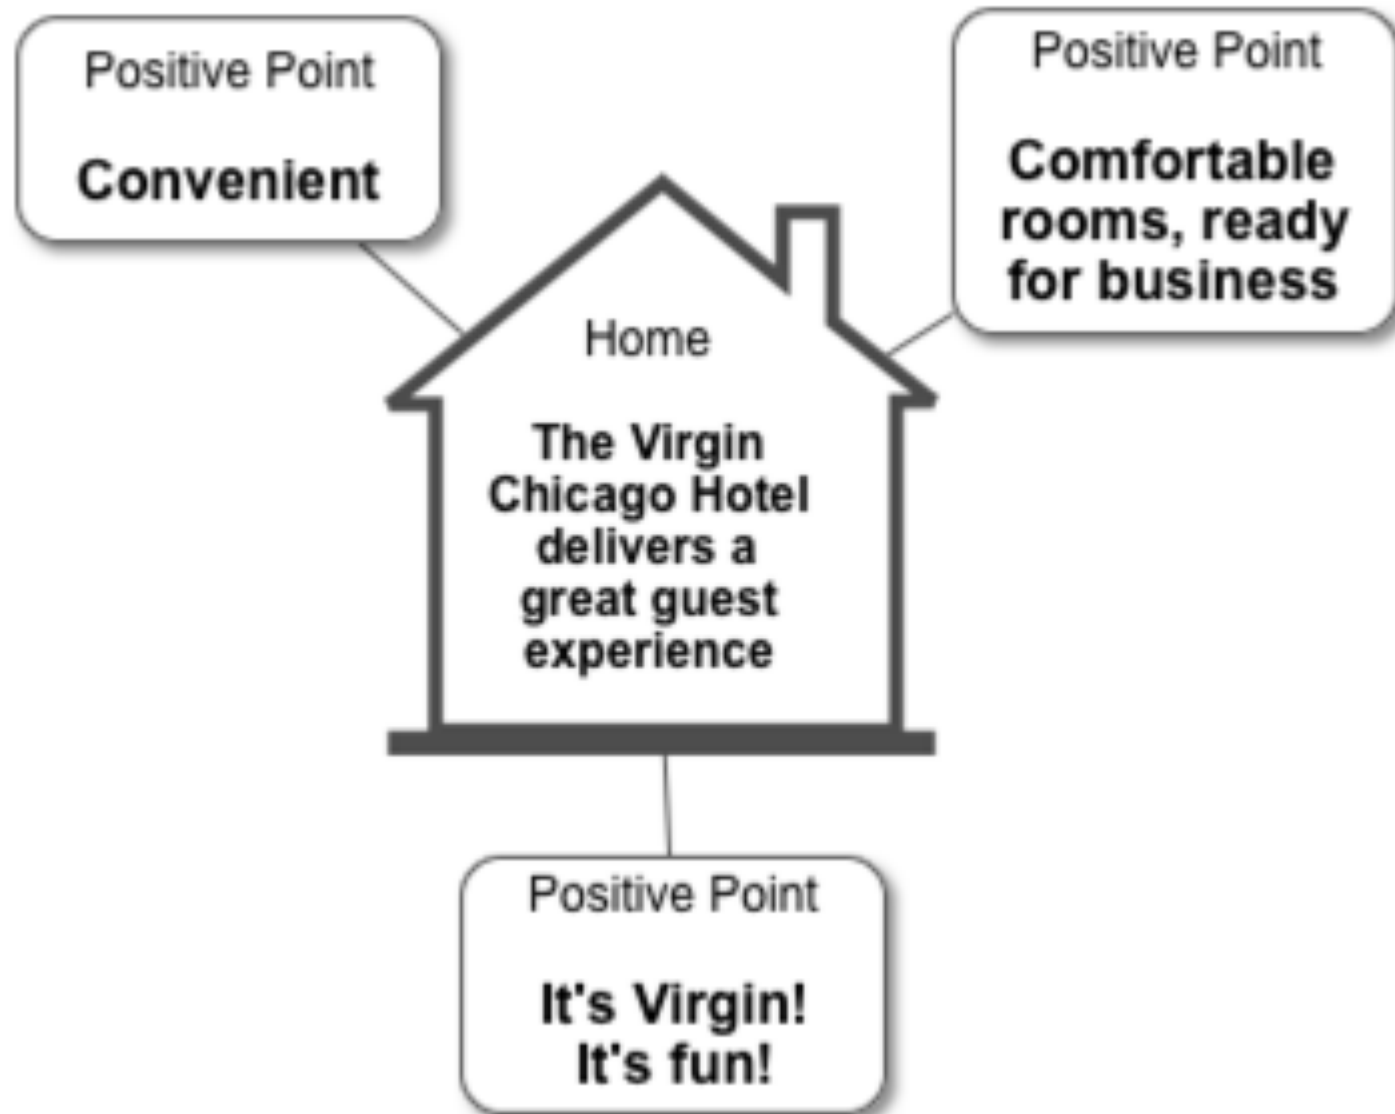 Positive Point
Convenient
Positive Point
Comfortable
rooms, ready
for business
Home
The Virgin
Chicago Hotel
delivers a
great guest
experience
Positive Point
It's Virgin!
It's fun!